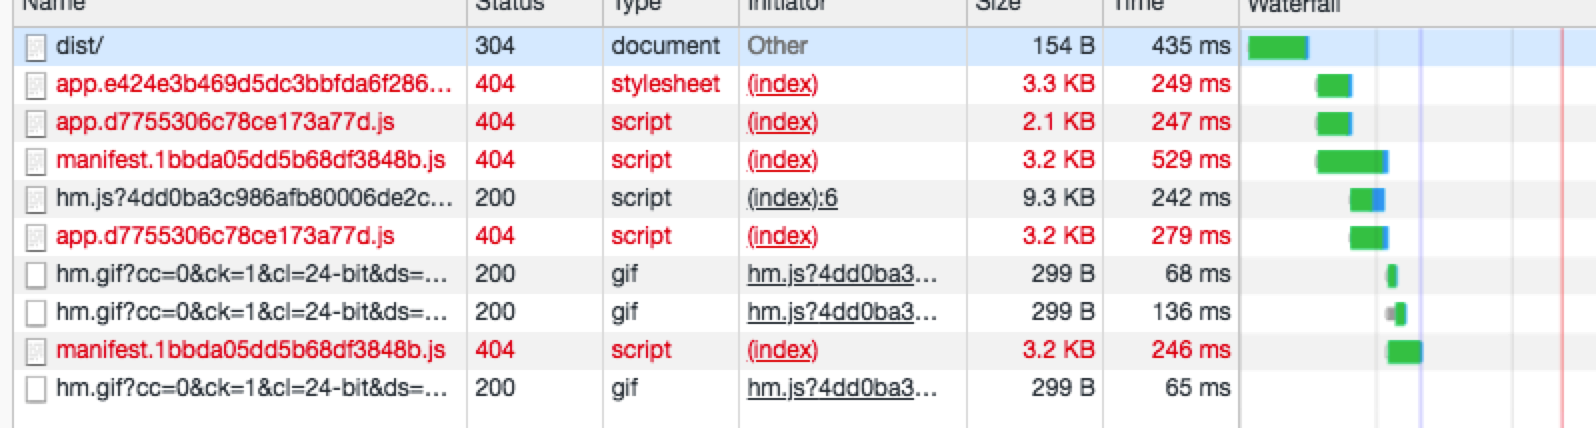 Name Status Type Initiator Size Time Waterfall
dist/ 304 document Other 154 B 435 ms
app.e424e3b469d5dc3bbfda6f286... 404 stylesheet (index) 3.3 KB 249 ms
app.d7755306c78ce173a77d.js 404 script (index) 2.1 KB 247 ms
manifest.1bbda05dd5b68df3848b.js 404 script (index) 3.2 KB 529 ms
hm.js?4dd0ba3c986afb80006de2c... 200 script (index):6 9.3 KB 242 ms
app.d7755306c78ce173a77d.js 404 script (index) 3.2 KB 279 ms
hm.gif?cc=0&ck=1&cl=24-bit&ds=... 200 gif hm.js?4dd0ba3... 299 B 68 ms
hm.gif?cc=0&ck=1&cl=24-bit&ds=... 200 gif hm.js?4dd0ba3... 299 B 136 ms
manifest.1bbda05dd5b68df3848b.js 404 script (index) 3.2 KB 246 ms
hm.gif?cc=0&ck=1&cl=24-bit&ds=... 200 gif hm.js?4dd0ba3... 299 B 65 ms